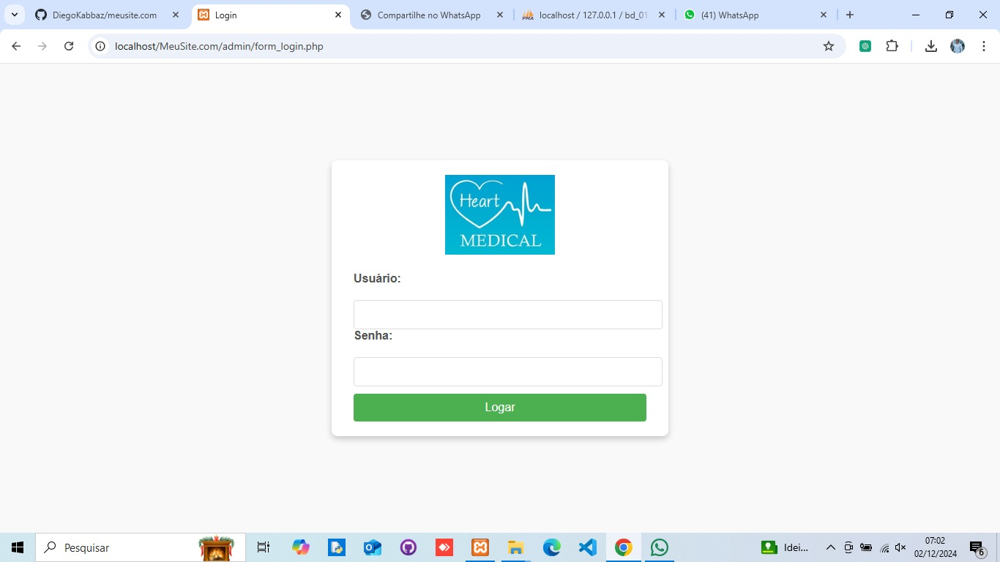 DiegoKabbaz/meusite.com
Login
Compartilhe no WhatsApp
localhost / 127.0.0.1 / bd_01
(41) WhatsApp
localhost/MeuSite.com/admin/form_login.php
Heart
MEDICAL
Usuário:
Senha:
Logar
Pesquisar
Idei...
07:02
02/12/2024
6